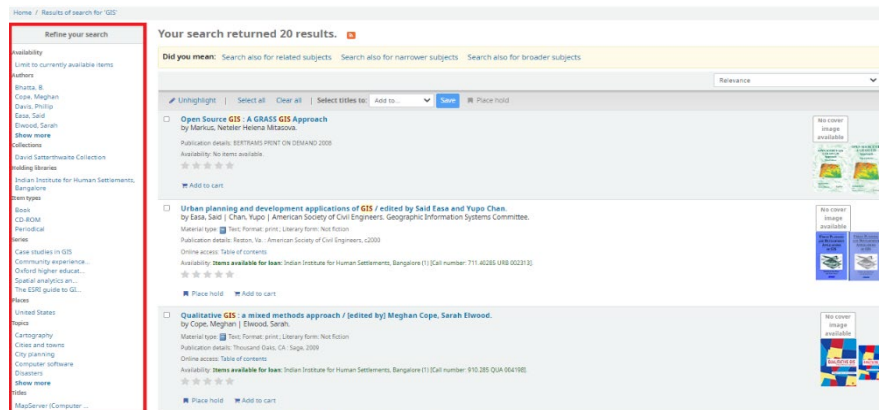 Home / Results of search for 'GIS'
Refine your search
Availability
Limit to currently available items
Authors
Bhatta, B.
Cope, Meghan
Davis, Phillip
Easa, Said
Elwood, Sarah
Show more
Collections
David Satterthwaite Collection
Holding libraries
Indian Institute for Human Settlements,
Bangalore
Item types
Book
CD-ROM
Periodical
Series
Case studies in GIS
Community experience...
Oxford higher educat...
Spatial analytics an...
The ESRI guide to GI...
Places
United States
Topics
Cartography
Cities and towns
City planning
Computer software
Disasters
Show more
Titles
MapServer (Computer ...
Your search returned 20 results.
Did you mean: Search also for related subjects Search also for narrower subjects Search also for broader subjects
Relevance
Unhighlight | Select all Clear all | Select titles to: Add to... Save Place hold
Open Source GIS : A GRASS GIS Approach
by Markus, Neteler Helena Mitasova.
Publication details: BERTRAMS PRINT ON DEMAND 2008
Availability: No items available.
Add to cart
No cover
image
available
Urban planning and development applications of GIS / edited by Said Easa and Yupo Chan.
by Easa, Said | Chan, Yupo | American Society of Civil Engineers. Geographic Information Systems Committee.
Material type: Text; Format: print ; Literary form: Not fiction
Publication details: Reston, Va. : American Society of Civil Engineers, c2000
Online access: Table of contents
Availability: Items available for loan: Indian Institute for Human Settlements, Bangalore (1) [Call number: 711.40285 URB 002313].
Place hold Add to cart
No cover
image
available
Qualitative GIS : a mixed methods approach / [edited by] Meghan Cope, Sarah Elwood.
by Cope, Meghan | Elwood, Sarah.
Material type: Text; Format: print ; Literary form: Not fiction
Publication details: Thousand Oaks, CA : Sage, 2009
Online access: Table of contents
Availability: Items available for loan: Indian Institute for Human Settlements, Bangalore (1) [Call number: 910.285 QUA 004198].
Place hold Add to cart
No cover
image
available